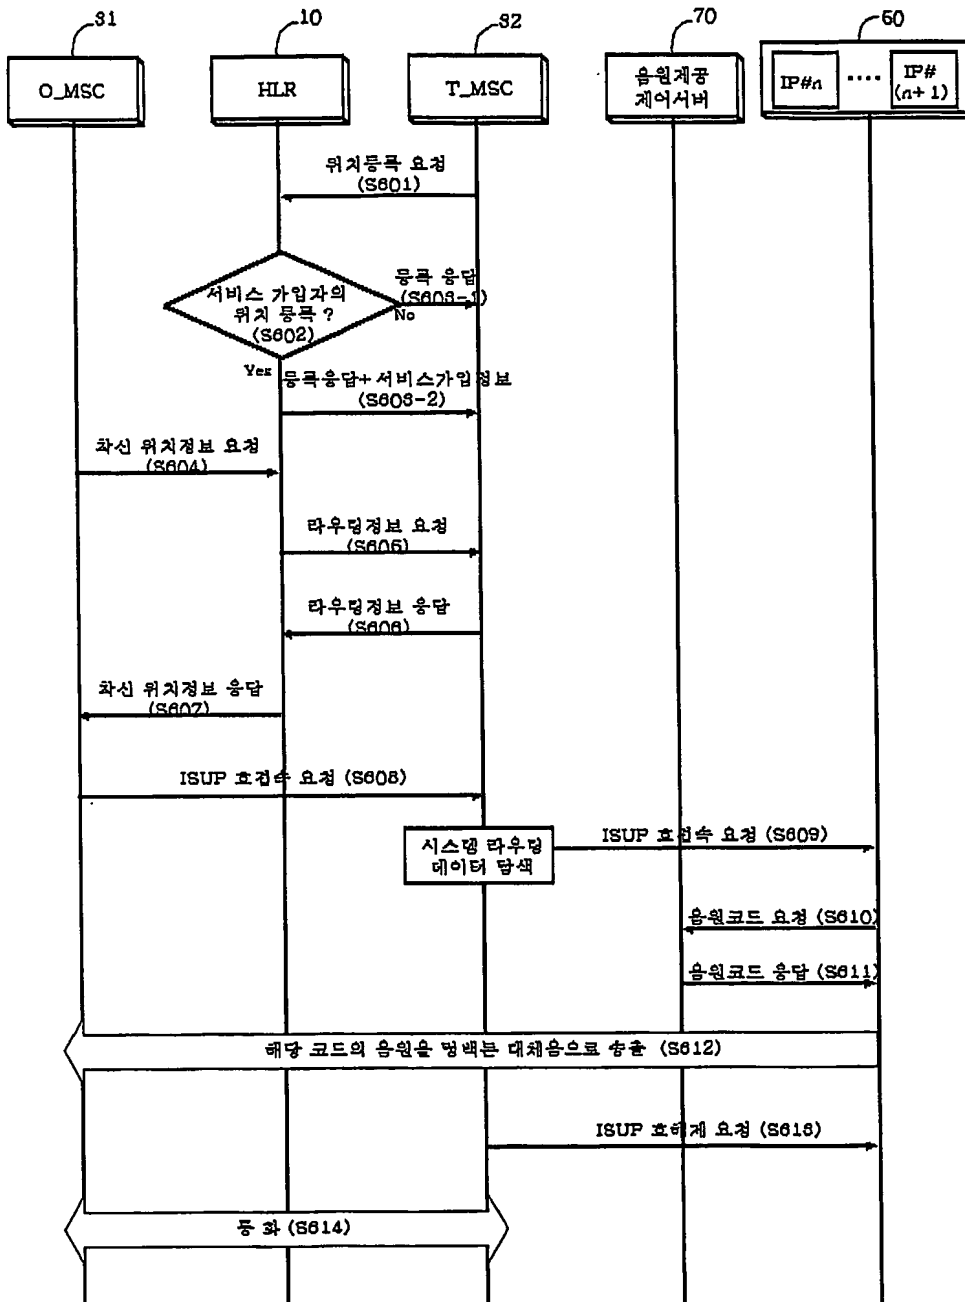 31
10
32
70
60
O_MSC
HLR
T_MSC
음원제공
제어서버
IP#n
....
IP#
(n+1)
위치등록 요청
(S601)
서비스 가입자의
위치 등록 ?
(S602)
등록 응답
(S603-1)
No
Yes
등록응답+서비스가입정보
(S603-2)
착신 위치정보 요청
(S604)
라우팅정보 요청
(S605)
라우팅정보 응답
(S606)
착신 위치정보 응답
(S607)
ISUP 호접속 요청 (S608)
시스템 라우팅
데이터 탐색
ISUP 호접속 요청 (S609)
음원코드 요청 (S610)
음원코드 응답 (S611)
해당 코드의 음원을 링백톤 대체음으로 송출 (S612)
ISUP 호해제 요청 (S613)
통 화 (S614)